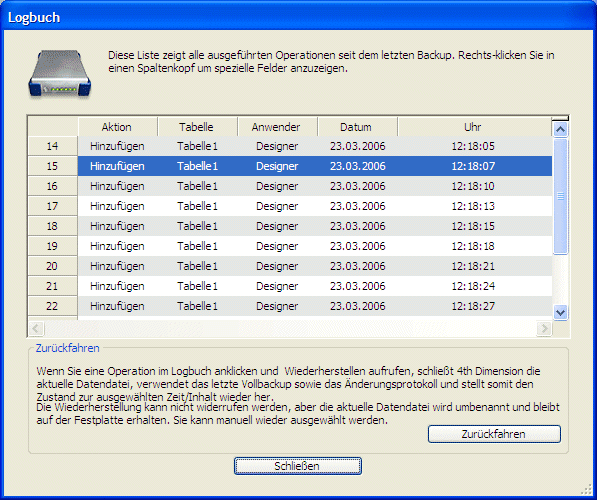 Logbuch
Diese Liste zeigt alle ausgeführten Operationen seit dem letzten Backup. Rechts-klicken Sie in
einen Spaltenkopf um spezielle Felder anzuzeigen.
Aktion Tabelle Anwender Datum Uhr
14 Hinzufügen Tabelle1 Designer 23.03.2006 12:18:05
15 Hinzufügen Tabelle1 Designer 23.03.2006 12:18:07
16 Hinzufügen Tabelle1 Designer 23.03.2006 12:18:10
17 Hinzufügen Tabelle1 Designer 23.03.2006 12:18:13
18 Hinzufügen Tabelle1 Designer 23.03.2006 12:18:15
19 Hinzufügen Tabelle1 Designer 23.03.2006 12:18:18
20 Hinzufügen Tabelle1 Designer 23.03.2006 12:18:21
21 Hinzufügen Tabelle1 Designer 23.03.2006 12:18:24
22 Hinzufügen Tabelle1 Designer 23.03.2006 12:18:27
Zurückfahren
Wenn Sie eine Operation im Logbuch anklicken und Wiederherstellen aufrufen, schließt 4th Dimension die
aktuelle Datendatei, verwendet das letzte Vollbackup sowie das Änderungsprotokoll und stellt somit den
Zustand zur ausgewählten Zeit/Inhalt wieder her.
Die Wiederherstellung kann nicht widerrufen werden, aber die aktuelle Datendatei wird umbenannt und bleibt
auf der Festplatte erhalten. Sie kann manuell wieder ausgewählt werden.
Zurückfahren
Schließen